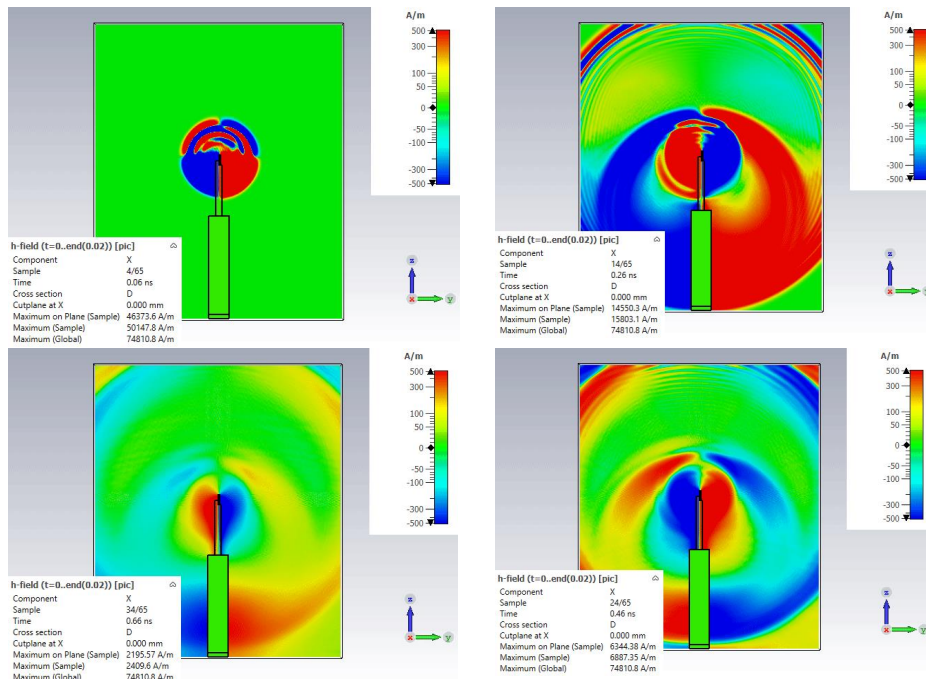 A/m
500
300
100
50
0
-50
-100
-300
-500
h-field (t=0..end(0.02)) [pic]
Component X
Sample 4/65
Time 0.06 ns
Cross section D
Cutplane at X 0.000 mm
Maximum on Plane (Sample) 46373.6 A/m
Maximum (Sample) 50147.8 A/m
Maximum (Global) 74810.8 A/m
z
x
y
A/m
500
300
100
50
0
-50
-100
-300
-500
h-field (t=0..end(0.02)) [pic]
Component X
Sample 14/65
Time 0.26 ns
Cross section D
Cutplane at X 0.000 mm
Maximum on Plane (Sample) 14550.3 A/m
Maximum (Sample) 15803.1 A/m
Maximum (Global) 74810.8 A/m
z
x
A/m
500
300
100
50
0
-50
-100
-300
-500
h-field (t=0..end(0.02)) [pic]
Component X
Sample 34/65
Time 0.66 ns
Cross section D
Cutplane at X 0.000 mm
Maximum on Plane (Sample) 2195.57 A/m
Maximum (Sample) 2409.6 A/m
Maximum (Global) 74810.8 A/m
z
x
y
A/m
500
300
100
50
0
-50
-100
-300
-500
h-field (t=0..end(0.02)) [pic]
Component X
Sample 24/65
Time 0.46 ns
Cross section D
Cutplane at X 0.000 mm
Maximum on Plane (Sample) 6344.38 A/m
Maximum (Sample) 6887.35 A/m
Maximum (Global) 74810.8 A/m
z
x